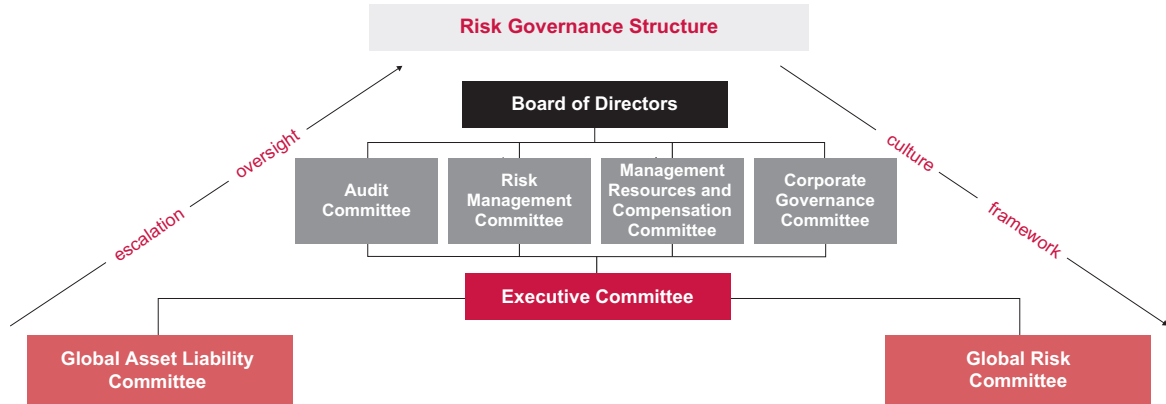 Risk Governance Structure
Board of Directors
oversight
escalation
culture
framework
Audit
Committee
Risk
Management
Committee
Management
Resources and
Compensation
Committee
Corporate
Governance
Committee
Executive Committee
Global Asset Liability
Committee
Global Risk
Committee